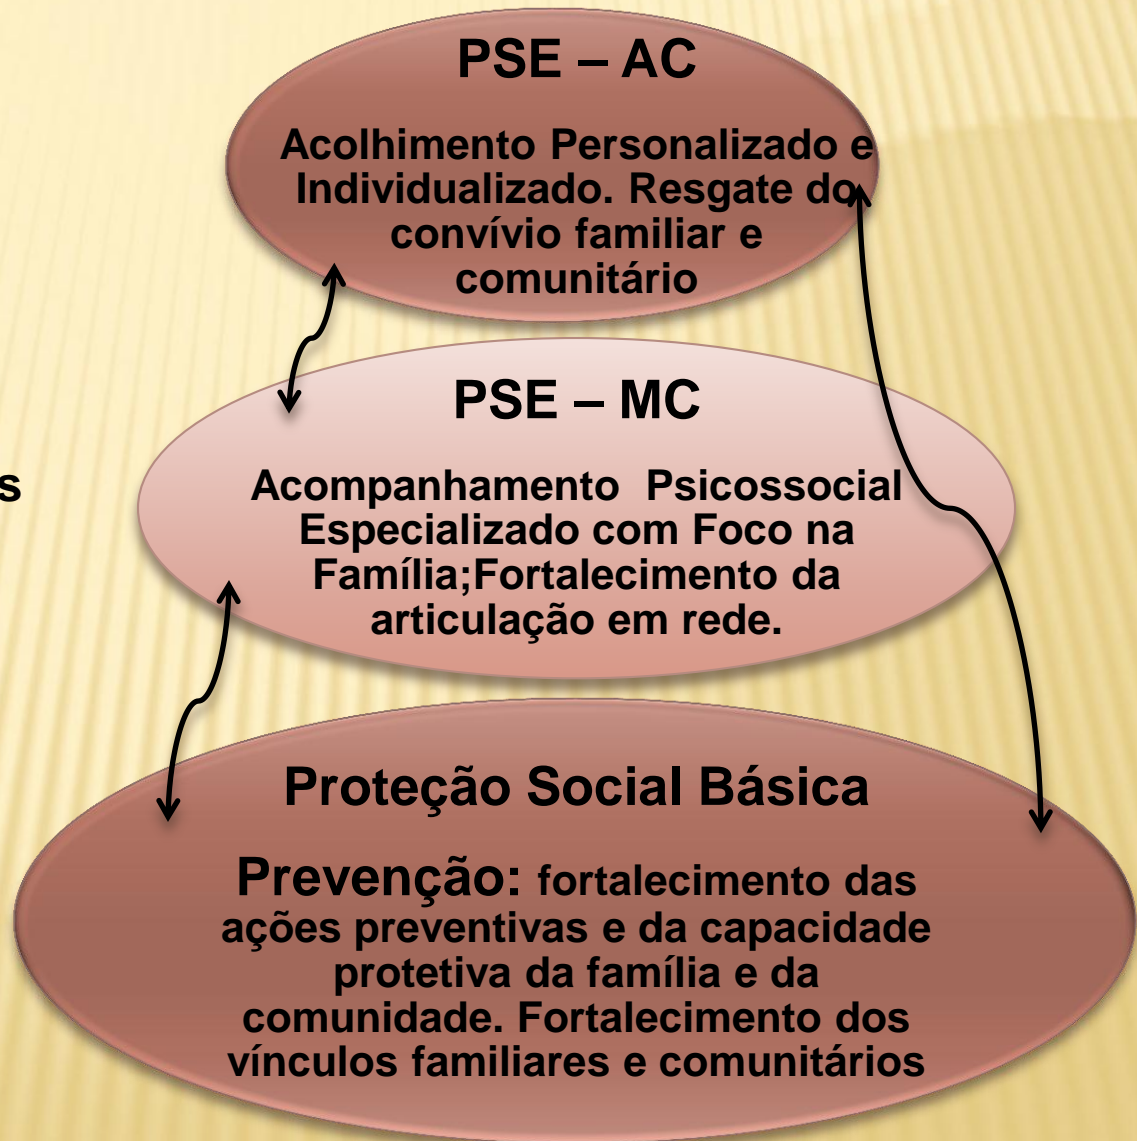 PSE – AC
Acolhimento Personalizado e
Individualizado. Resgate do
convívio familiar e
comunitário
PSE – MC
s
Acompanhamento Psicossocial
Especializado com Foco na
Família;Fortalecimento da
articulação em rede.
Proteção Social Básica
Prevenção: fortalecimento das
ações preventivas e da capacidade
protetiva da família e da
comunidade. Fortalecimento dos
vínculos familiares e comunitários